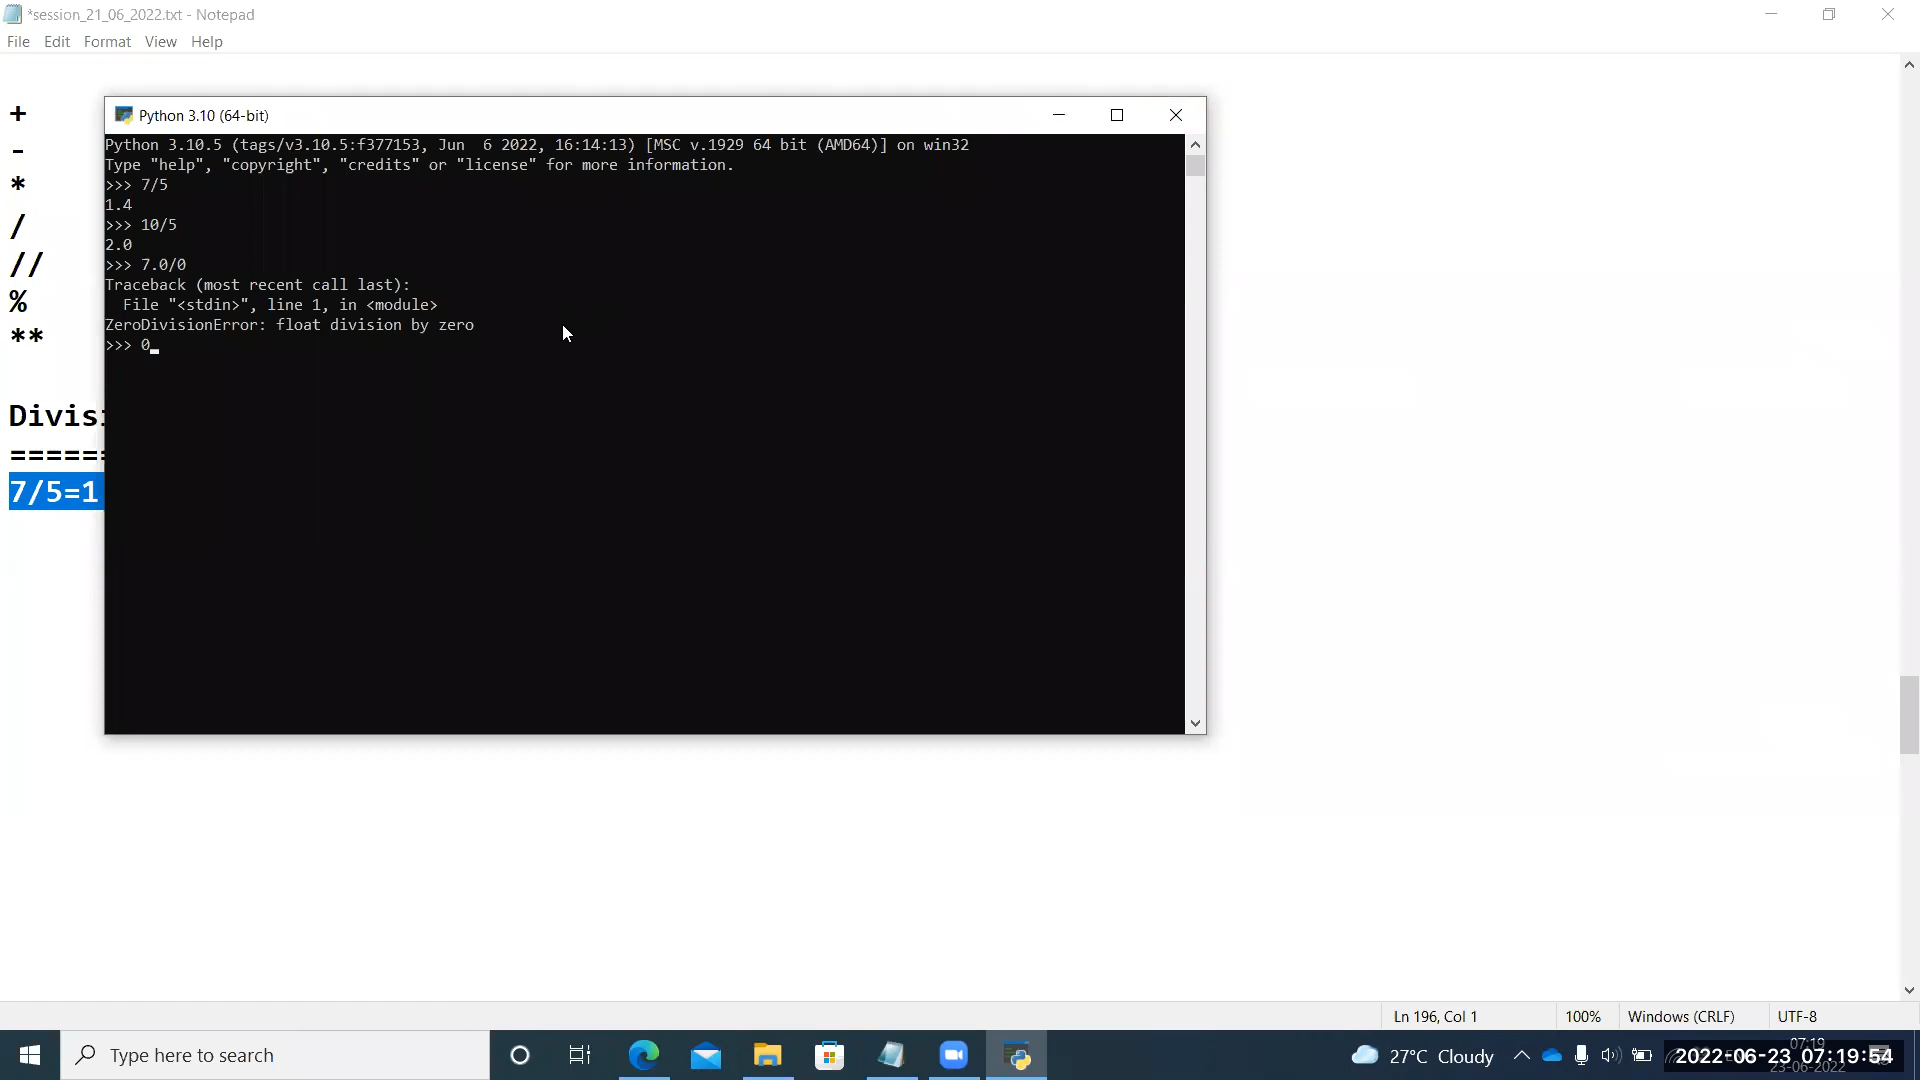 *session_21_06_2022.txt - Notepad
File Edit Format View Help
+
-
*
/
//
%
**
Divisi
======
7/5=1
Python 3.10 (64-bit)
Python 3.10.5 (tags/v3.10.5:f377153, Jun  6 2022, 16:14:13) [MSC v.1929 64 bit (AMD64)] on win32
Type "help", "copyright", "credits" or "license" for more information.
>>> 7/5
1.4
>>> 10/5
2.0
>>> 7.0/0
Traceback (most recent call last):
  File "<stdin>", line 1, in <module>
ZeroDivisionError: float division by zero
>>> 0
Ln 196, Col 1
100%
Windows (CRLF)
UTF-8
Type here to search
27°C Cloudy
07:19
23-06-2022
2022-06-23 07:19:54